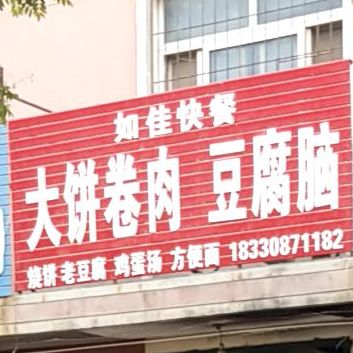 如佳快餐
大饼卷肉 豆腐脑
烧饼 老豆腐 鸡蛋汤 方便面 18330871182